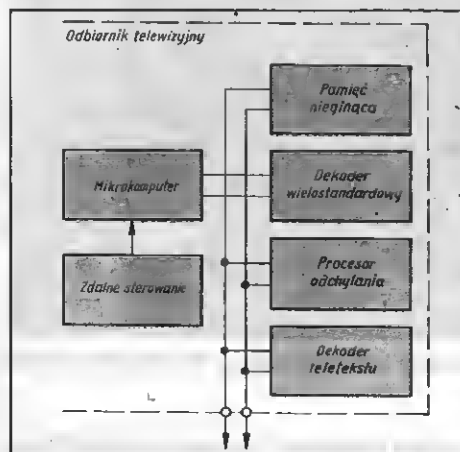 Odbiornik telewizyjny
Pamięć
nieginąca
Mikrokomputer
Dekoder
wielostandardowy
Zdalne sterowanie
Procesor
odchylania
Dekoder
teletekstu